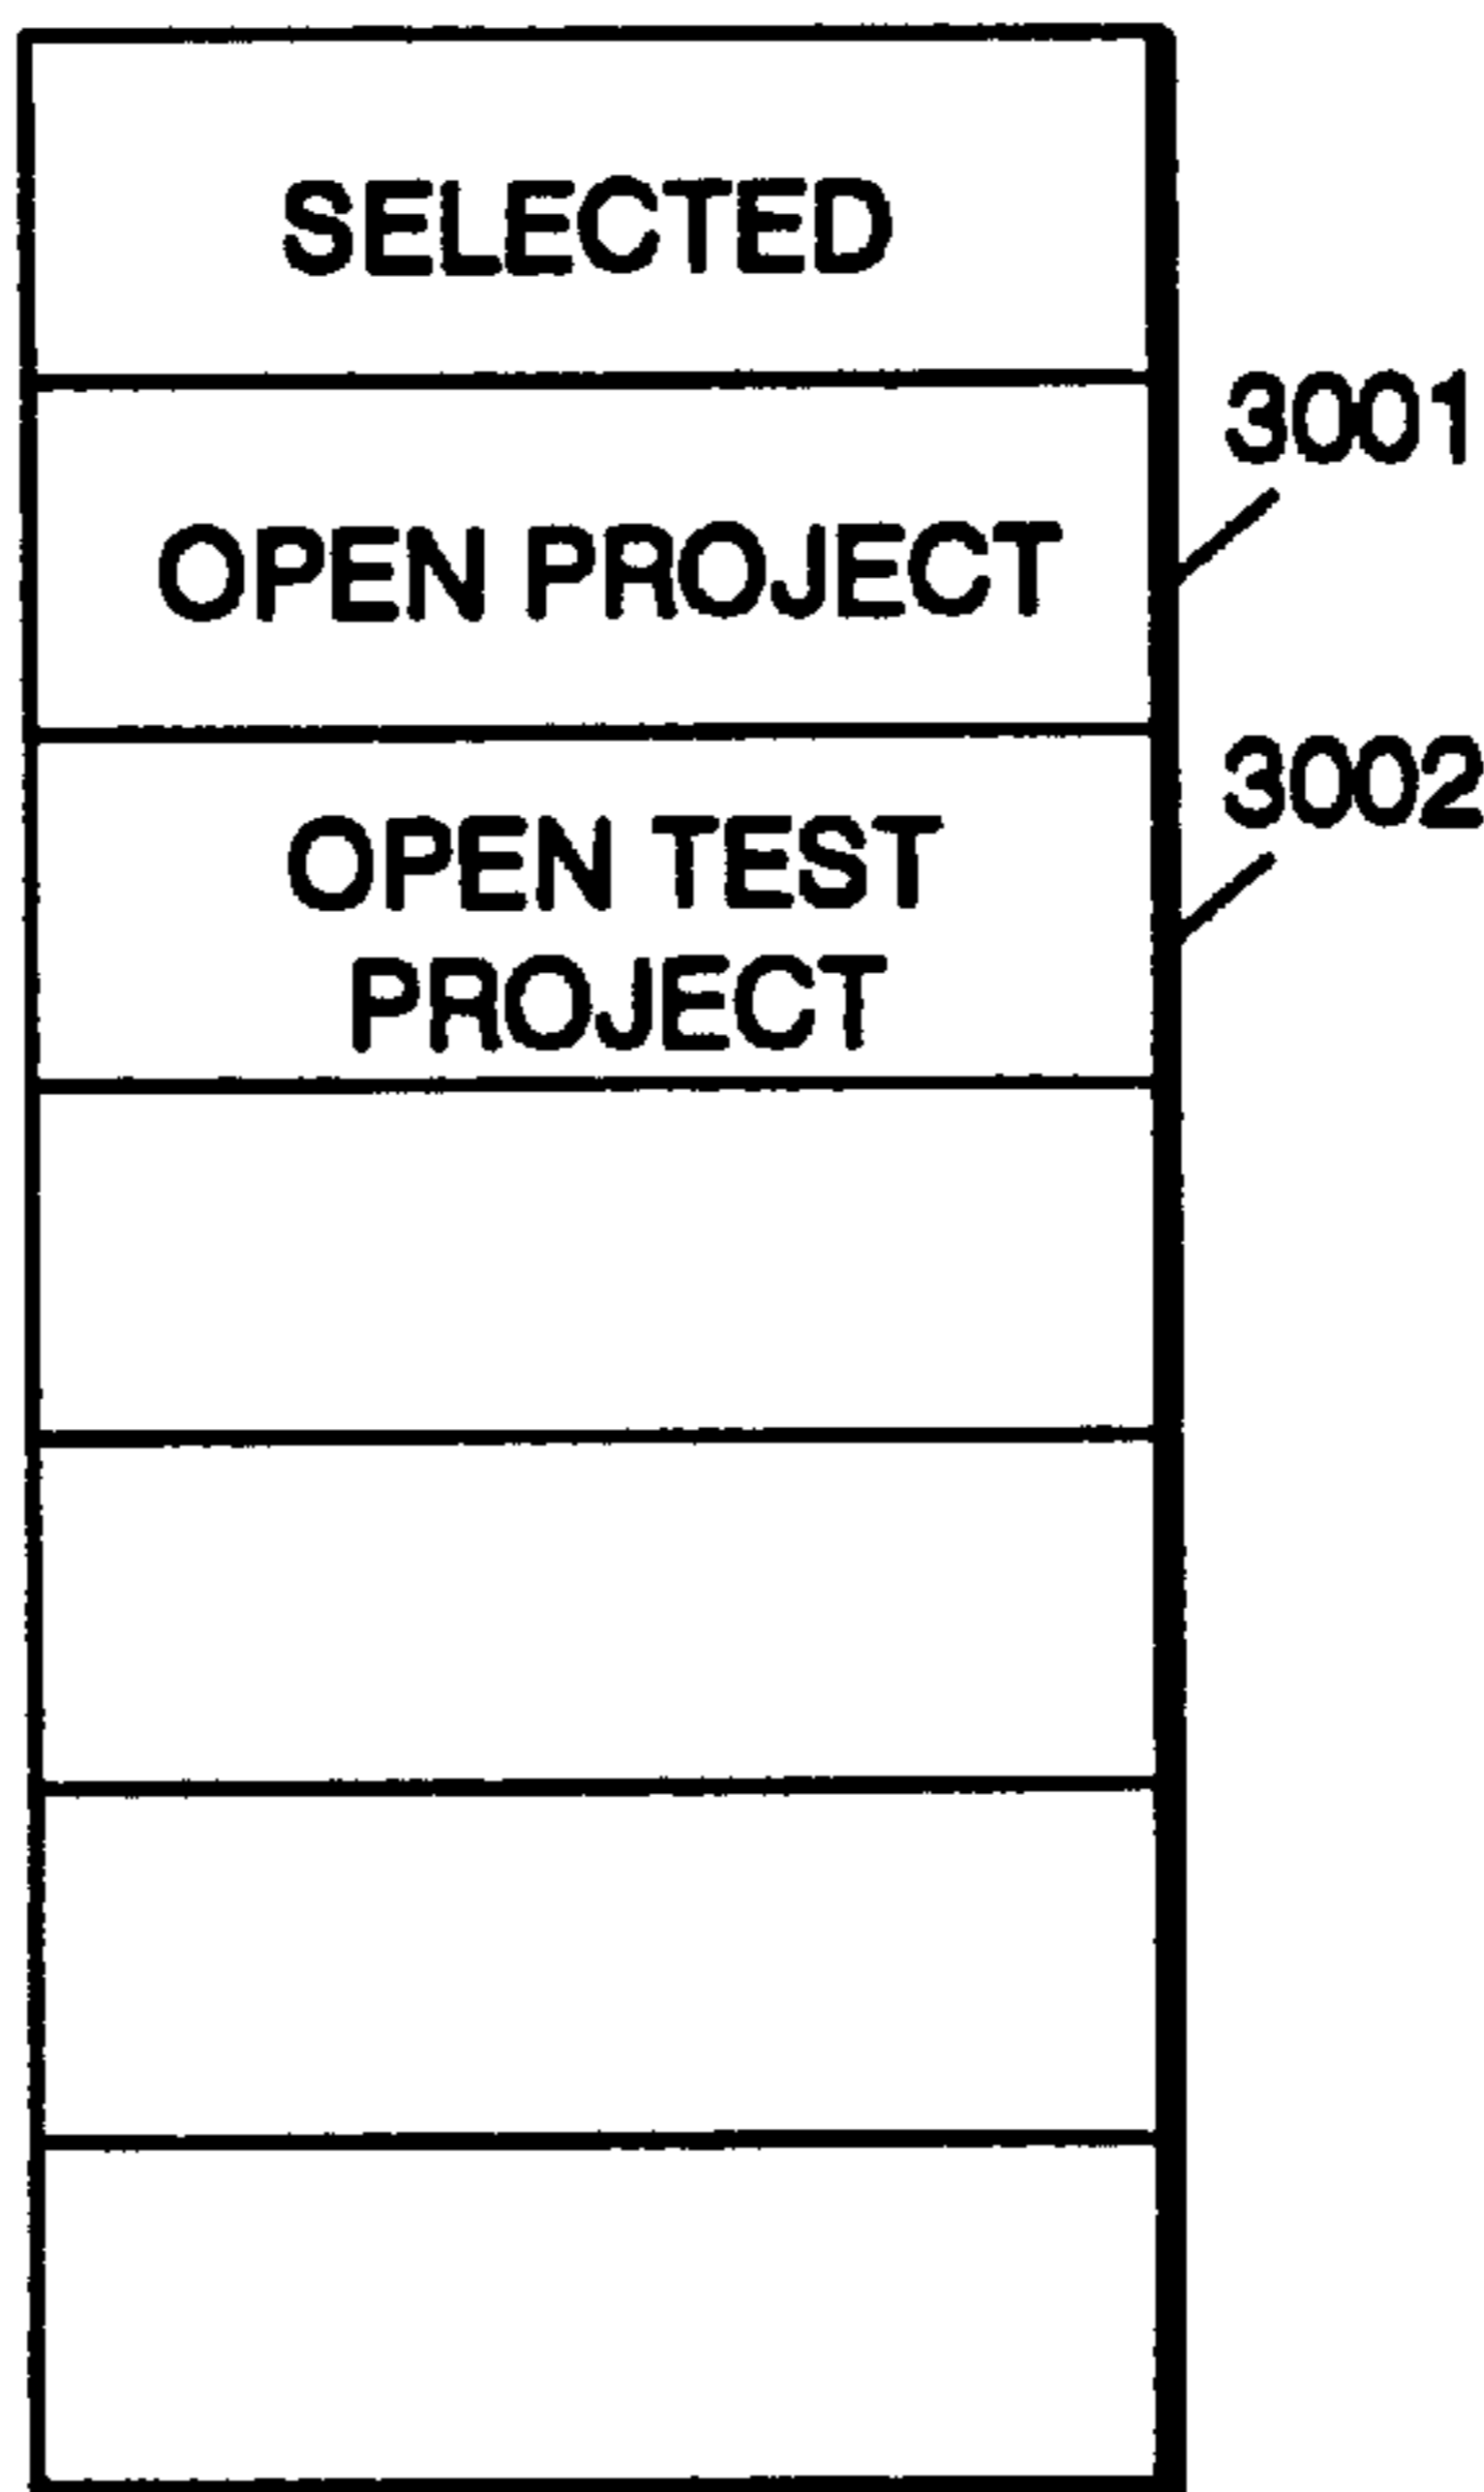 SELECTED
3001
OPEN PROJECT
3002
OPEN TEST
PROJECT